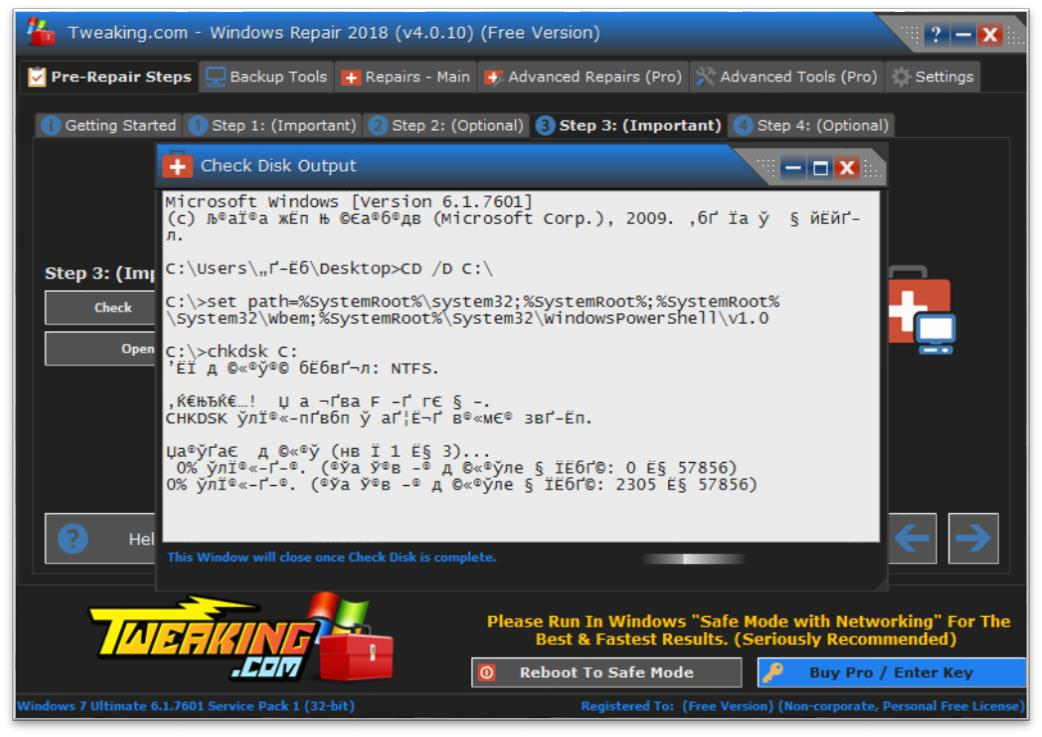 Tweaking.com - Windows Repair 2018 (v4.0.10) (Free Version)
Pre-Repair Steps
Backup Tools
Repairs - Main
Advanced Repairs (Pro)
Advanced Tools (Pro)
Settings
Getting Started
1 Step 1: (Important)
2 Step 2: (Optional)
3 Step 3: (Important)
4 Step 4: (Optional)
Check Disk Output
Microsoft Windows [Version 6.1.7601]
(c) Љ®аЇ®а жЁп Њ ©Єа®б®дв (Microsoft Corp.), 2009. ‚бґ їа ў  § йЁйґ-
л.
C:\Users\„ґ-Ёб\Desktop>CD /D C:\
C:\>set path=%SystemRoot%\system32;%SystemRoot%;%SystemRoot%
\System32\Wbem;%SystemRoot%\System32\WindowsPowerShell\v1.0
C:\>chkdsk C:
'ЁЇ д ©«®ў®© бЁбвґ¬л: NTFS.
‚Ќ€ЊЂЌ€…!  Џ а ¬ґва F -ґ гє § -.
CHKDSK ўлЇ®«-пґвбп ў аґ¦Ё¬ґ в®«мЄ® звґ-Ёп.
Џа®ўґаЄ  д ©«®ў (нв Ї 1 Ё§ 3)...
0% ўлЇ®«-ґ-®. (®Ўа Ў®в -® д ©«®ўле § ЇЁбґ©: 0 Ё§ 57856)
0% ўлЇ®«-ґ-®. (®Ўа Ў®в -® д ©«®ўле § ЇЁбґ©: 2305 Ё§ 57856)
This Window will close once Check Disk is complete.
Step 3: (Imp
Check
Open
Hel
TWEAKING
.COM
Please Run In Windows "Safe Mode with Networking" For The
Best & Fastest Results. (Seriously Recommended)
Reboot To Safe Mode
Buy Pro / Enter Key
Windows 7 Ultimate 6.1.7601 Service Pack 1 (32-bit)
Registered To:  (Free Version) (Non-corporate, Personal Free License)